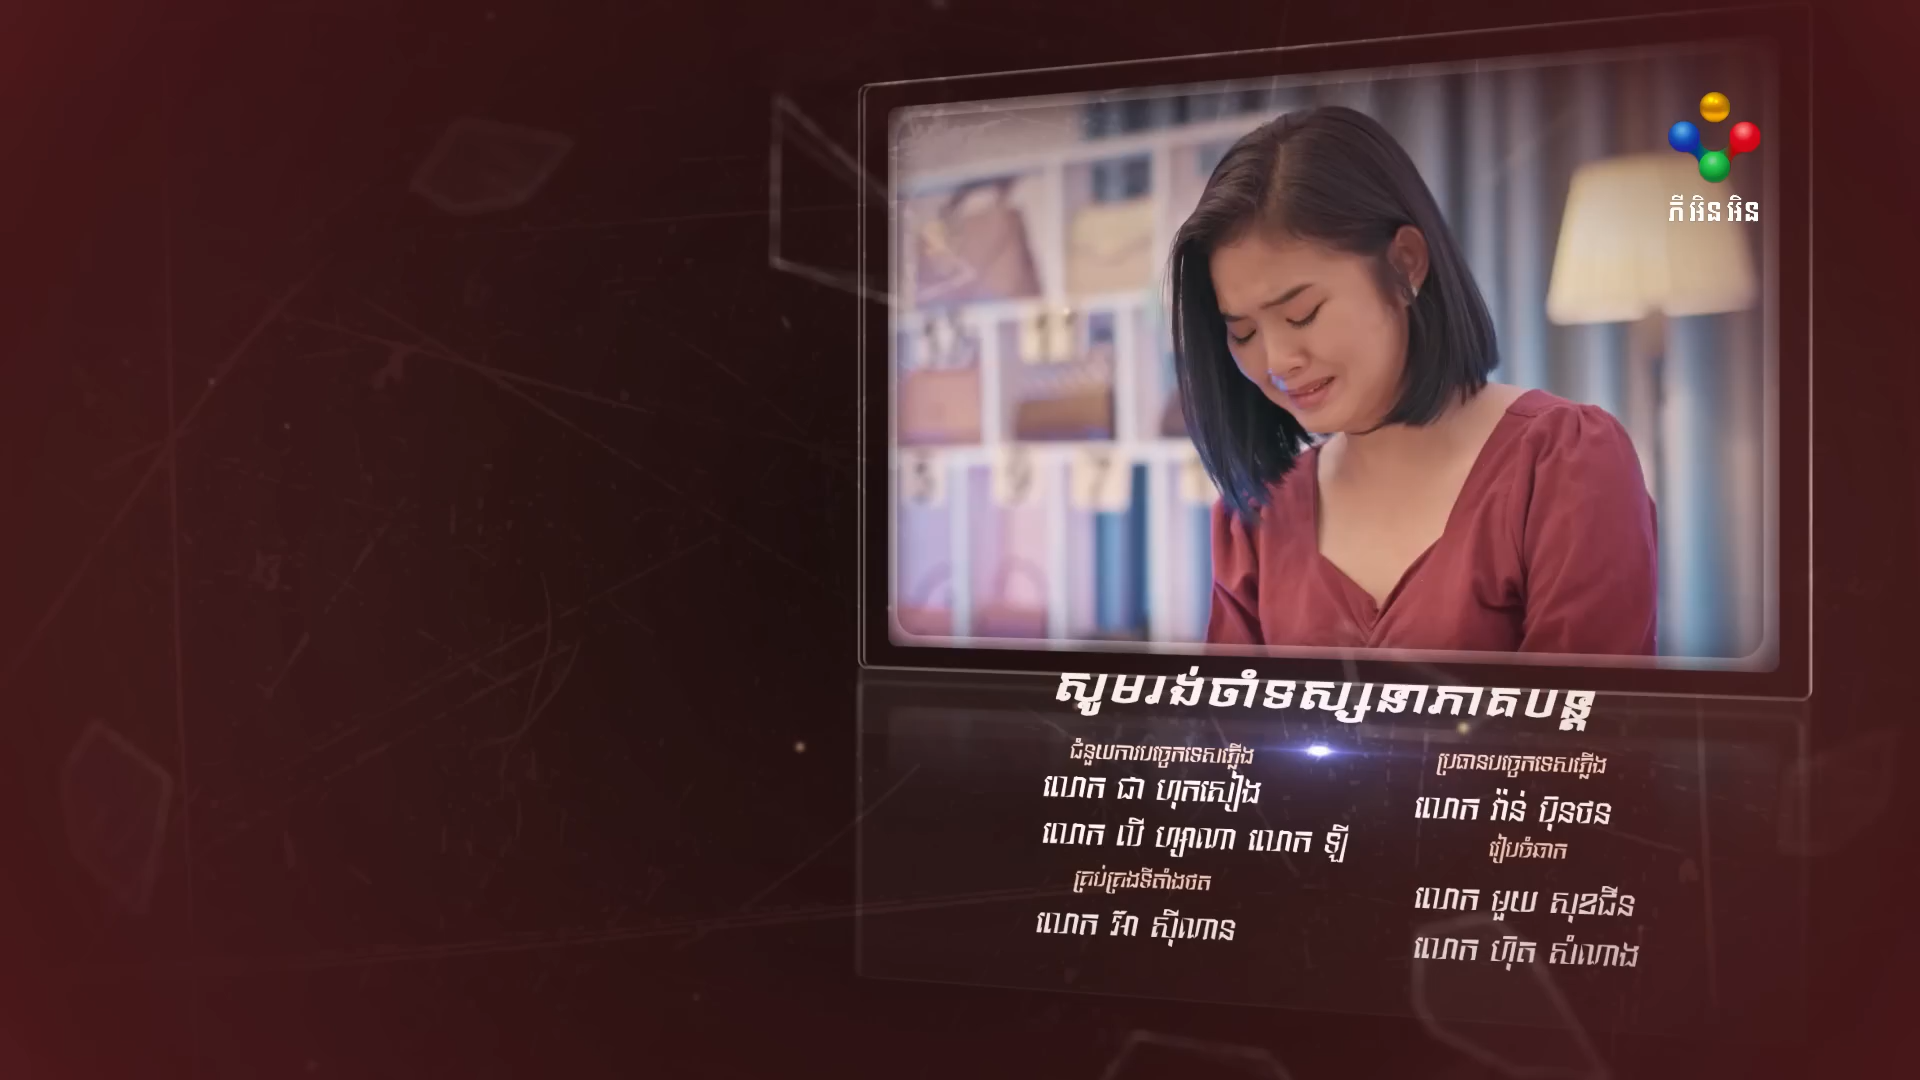 ភី អិន អិន
សូមរង់ចាំទស្សនាភាគបន្ត
ជំនួយការបច្ចេកទេសភ្លើង
លោក ជា ហុកសៀង
លោក លី ហ្សាណា លោក ឡី
គ្រប់គ្រងទីតាំងថត
លោក អ៊ា ស៊ីណាន
ប្រធានបច្ចេកទេសភ្លើង
លោក វ៉ាន់ ប៊ុនថន
រៀបចំឆាក
លោក មួយ សុខជីន
លោក ហ៊ុត សំណាង